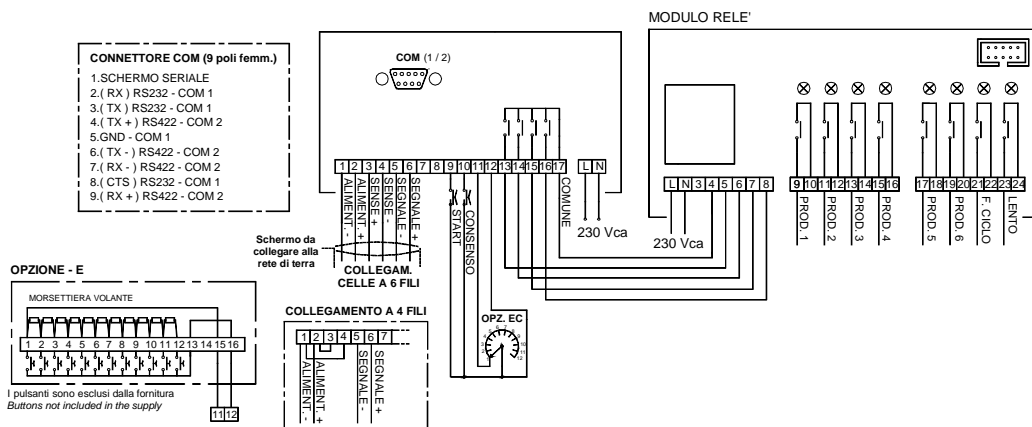 MODULO RELE'
CONNETTORE COM (9 poli femm.)
1.SCHERMO SERIALE
2.( RX ) RS232 - COM 1
3.( TX ) RS232 - COM 1
4.( TX + ) RS422 - COM 2
5.GND - COM 1
6.( TX - ) RS422 - COM 2
7.( RX - ) RS422 - COM 2
8.( CTS ) RS232 - COM 1
9.( RX + ) RS422 - COM 2
COM (1 / 2)
1 2 3 4 5 6 7 8 9 10 11 12 13 14 15 16 17
L N
ALIMENT. -
ALIMENT. +
SENSE +
SENSE -
SEGNALE -
SEGNALE +
START
CONSENSO
COMUNE
230 Vca
L N 3 4 5 6 7 8
230 Vca
9 10 11 12 13 14 15 16
PROD. 1
PROD. 2
PROD. 3
PROD. 4
17 18 19 20 21 22 23 24
PROD. 5
PROD. 6
F. CICLO
LENTO
Schermo da
collegare alla
rete di terra
COLLEGAM.
CELLE A 6 FILI
OPZIONE - E
MORSETTIERA VOLANTE
1 2 3 4 5 6 7 8 9 10 11 12 13 14 15 16
I pulsanti sono esclusi dalla fornitura
Buttons not included in the supply
11 12
COLLEGAMENTO A 4 FILI
1 2 3 4 5 6 7
ALIMENT. -
ALIMENT. +
SEGNALE -
SEGNALE +
OPZ. EC